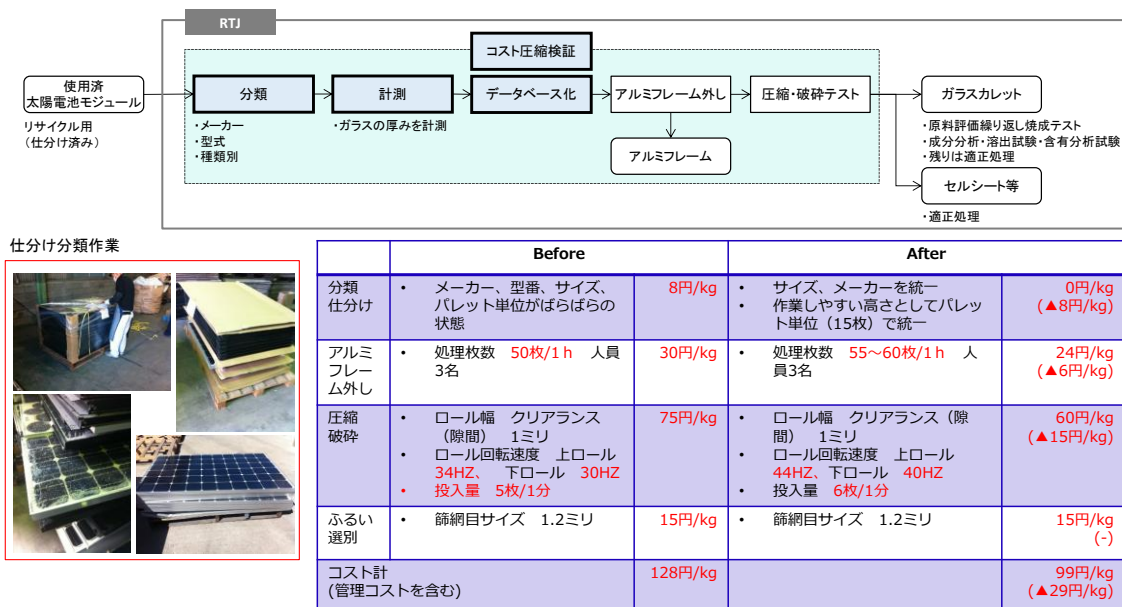 RTJ
コスト圧縮検証
使用済
太陽電池モジュール
リサイクル用
(仕分け済み)
分類
・メーカー
・型式
・種類別
計測
・ガラスの厚みを計測
データベース化
アルミフレーム外し
アルミフレーム
圧縮・破砕テスト
ガラスカレット
・原料評価繰り返し焼成テスト
・成分分析・溶出試験・含有分析試験
・残りは適正処理
セルシート等
・適正処理
仕分け分類作業
Before
After
分類
仕分け
• メーカー、型番、サイズ、
パレット単位がばらばらの
状態
8円/kg
• サイズ、メーカーを統一
• 作業しやすい高さとしてパレッ
ト単位（15枚）で統一
0円/kg
(▲8円/kg)
アルミ
フレー
ム外し
• 処理枚数 50枚/1ｈ 人員
3名
30円/kg
• 処理枚数 55～60枚/1ｈ 人
員3名
24円/kg
(▲6円/kg)
圧縮
破砕
• ロール幅 クリアランス
（隙間） 1ミリ
• ロール回転速度 上ロール
34HZ、 下ロール 30HZ
• 投入量 5枚/1分
75円/kg
• ロール幅 クリアランス（隙
間） 1ミリ
• ロール回転速度 上ロール
44HZ、下ロール 40HZ
• 投入量 6枚/1分
60円/kg
(▲15円/kg)
ふるい
選別
• 篩網目サイズ 1.2ミリ
15円/kg
• 篩網目サイズ 1.2ミリ
15円/kg
(-)
コスト計
(管理コストを含む)
128円/kg
99円/kg
(▲29円/kg)